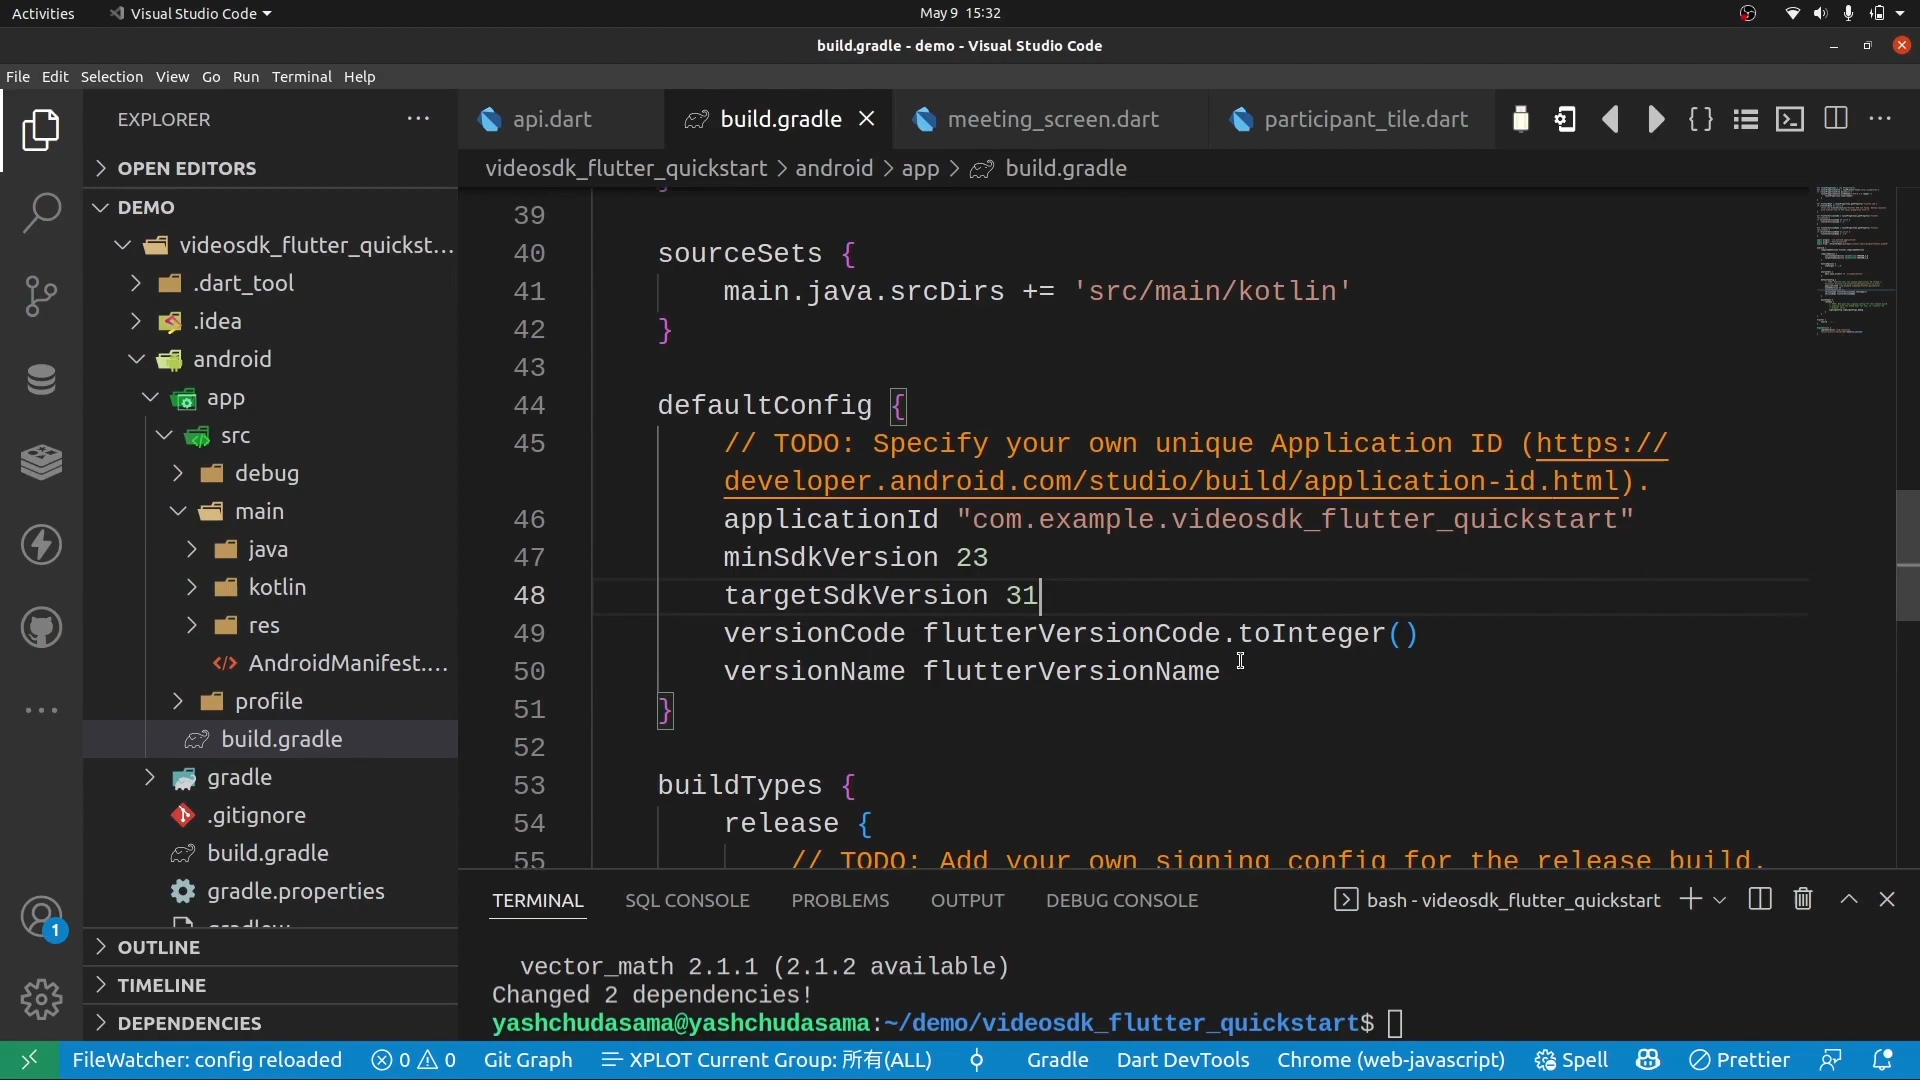 Activities
Visual Studio Code
May 9 15:32
build.gradle - demo - Visual Studio Code
File Edit Selection View Go Run Terminal Help
EXPLORER
OPEN EDITORS
DEMO
videosdk_flutter_quickst...
.dart_tool
.idea
android
app
src
debug
main
java
kotlin
res
AndroidManifest....
profile
build.gradle
gradle
.gitignore
build.gradle
gradle.properties
OUTLINE
TIMELINE
DEPENDENCIES
1
api.dart
build.gradle
meeting_screen.dart
participant_tile.dart
videosdk_flutter_quickstart > android > app > build.gradle
39
40 sourceSets {
41 main.java.srcDirs += 'src/main/kotlin'
42 }
43
44 defaultConfig {
45 // TODO: Specify your own unique Application ID (https://
developer.android.com/studio/build/application-id.html).
46 applicationId "com.example.videosdk_flutter_quickstart"
47 minSdkVersion 23
48 targetSdkVersion 31
49 versionCode flutterVersionCode.toInteger()
50 versionName flutterVersionName
51 }
52
53 buildTypes {
54 release {
55 // TODO: Add your own signing config for the release build.
TERMINAL SQL CONSOLE PROBLEMS OUTPUT DEBUG CONSOLE
bash - videosdk_flutter_quickstart
vector_math 2.1.1 (2.1.2 available)
Changed 2 dependencies!
yashchudasama@yashchudasama:~/demo/videosdk_flutter_quickstart$
FileWatcher: config reloaded 0 0 Git Graph XPLOT Current Group: 所有(ALL) Gradle Dart DevTools Chrome (web-javascript) Spell Prettier